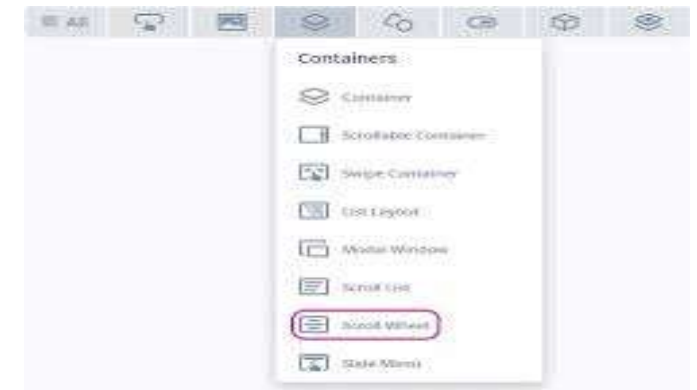 All
Containers
Container
Scrollable Container
Swipe Container
List Layout
Modal Window
Scroll List
Scroll Wheel
Slide Menu